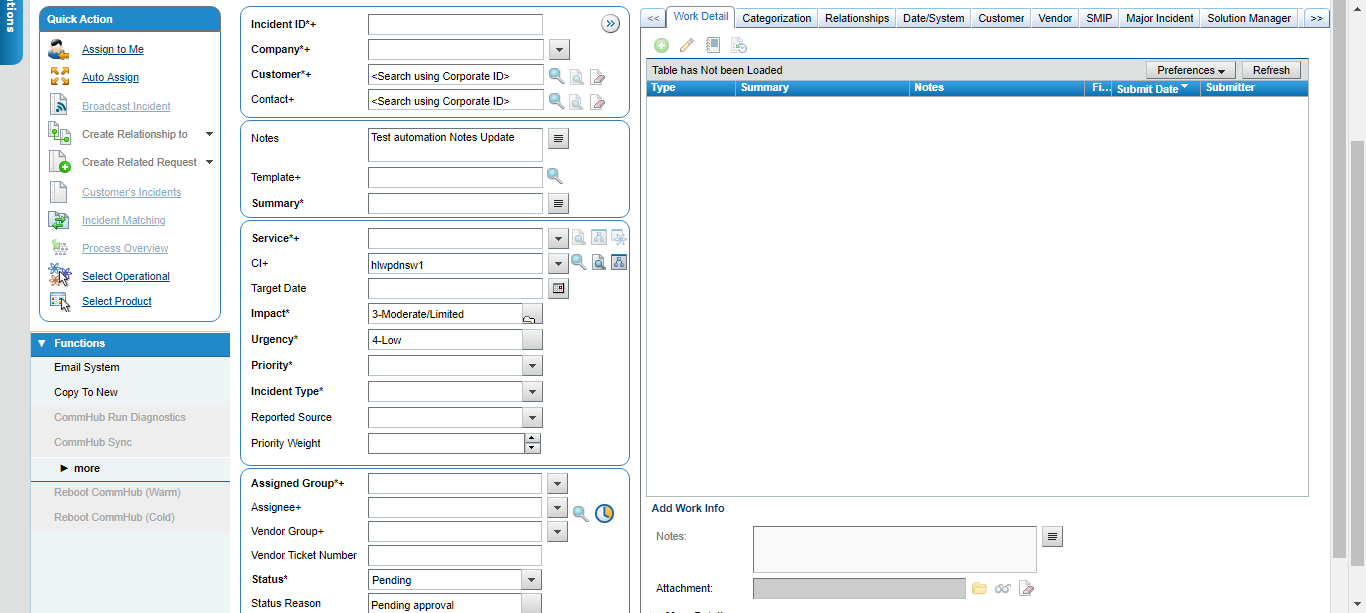 tions
Quick Action
Assign to Me
Auto Assign
Broadcast Incident
Create Relationship to
Create Related Request
Customer's Incidents
Incident Matching
Process Overview
Select Operational
Select Product
Functions
Email System
Copy To New
CommHub Run Diagnostics
CommHub Sync
more
Reboot CommHub (Warm)
Reboot CommHub (Cold)
Incident ID*+
Company*+
Customer*+ <Search using Corporate ID>
Contact+ <Search using Corporate ID>
Notes Test automation Notes Update
Template+
Summary*
Service*+
CI+ hlwpdnsw1
Target Date
Impact* 3-Moderate/Limited
Urgency* 4-Low
Priority*
Incident Type*
Reported Source
Priority Weight
Assigned Group*+
Assignee+
Vendor Group+
Vendor Ticket Number
Status* Pending
Status Reason Pending approval
<< Work Detail Categorization Relationships Date/System Customer Vendor SMIP Major Incident Solution Manager >>
Table has Not been Loaded Preferences Refresh
Type Summary Notes Fi... Submit Date Submitter
Add Work Info
Notes:
Attachment: